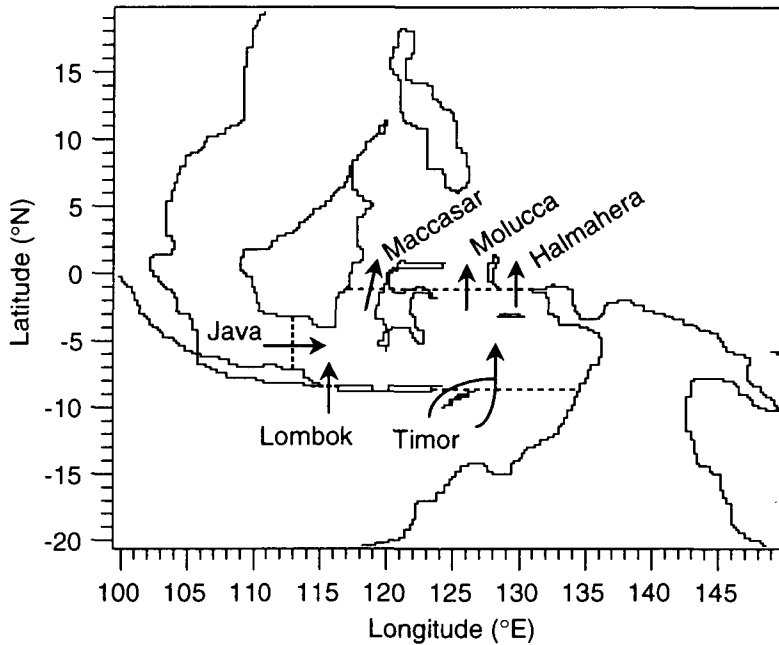 15
10
5
0
-5
-10
-15
-20
Latitude (°N)
Maccasar
Molucca
Halmahera
Java
Lombok
Timor
100 105 110 115 120 125 130 135 140 145
Longitude (°E)